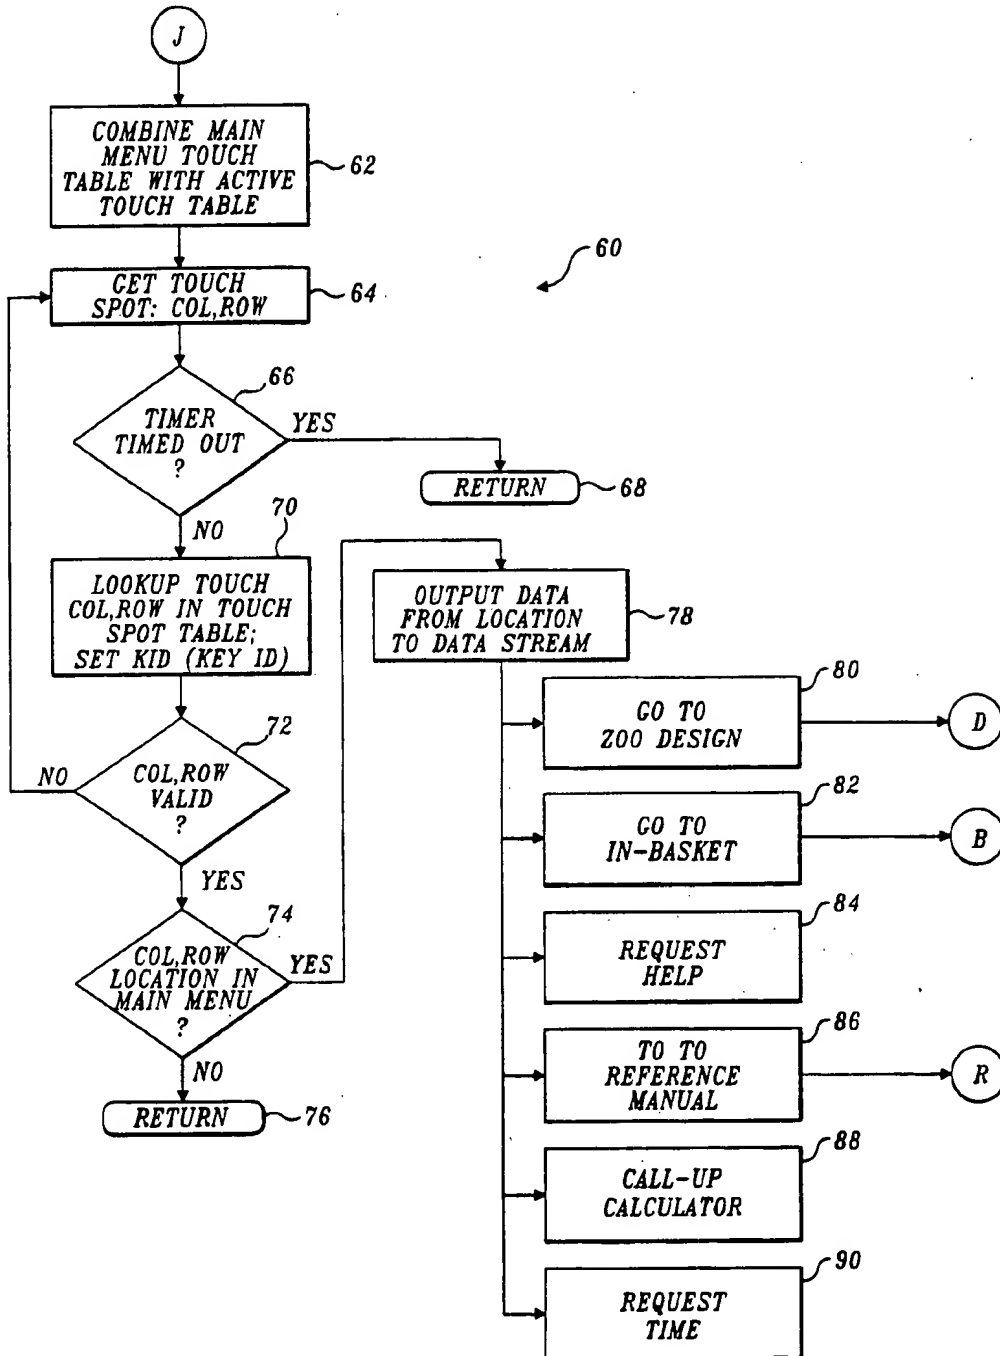 J
COMBINE MAIN
MENU TOUCH
TABLE WITH ACTIVE
TOUCH TABLE
62
60
GET TOUCH
SPOT: COL,ROW
64
66
TIMER
TIMED OUT
?
YES
RETURN
68
NO
70
LOOKUP TOUCH
COL,ROW IN TOUCH
SPOT TABLE;
SET KID (KEY ID)
72
COL,ROW
VALID
?
NO
YES
74
COL,ROW
LOCATION IN
MAIN MENU
?
YES
NO
RETURN
76
OUTPUT DATA
FROM LOCATION
TO DATA STREAM
78
80
GO TO
ZOO DESIGN
D
82
GO TO
IN-BASKET
B
84
REQUEST
HELP
86
TO TO
REFERENCE
MANUAL
R
88
CALL-UP
CALCULATOR
90
REQUEST
TIME